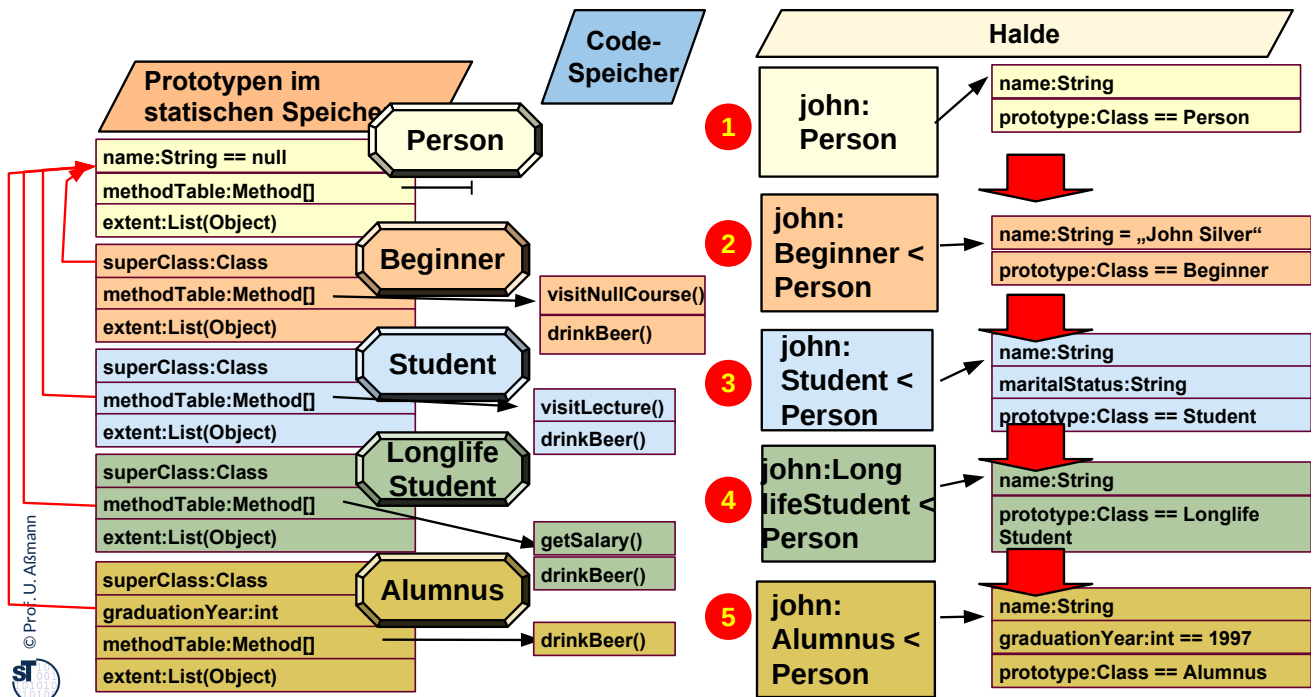 Prototypen im
statischen Speiche
Code-
Speicher
Halde
Person
name:String == null
methodTable:Method[]
extent:List(Object)
Beginner
superClass:Class
methodTable:Method[]
extent:List(Object)
visitNullCourse()
drinkBeer()
Student
superClass:Class
methodTable:Method[]
extent:List(Object)
visitLecture()
drinkBeer()
Longlife
Student
superClass:Class
methodTable:Method[]
extent:List(Object)
getSalary()
drinkBeer()
Alumnus
superClass:Class
graduationYear:int
methodTable:Method[]
extent:List(Object)
drinkBeer()
1
john:
Person
name:String
prototype:Class == Person
2
john:
Beginner <
Person
name:String = „John Silver“
prototype:Class == Beginner
3
john:
Student <
Person
name:String
maritalStatus:String
prototype:Class == Student
4
john:Long
lifeStudent <
Person
name:String
prototype:Class == Longlife
Student
5
john:
Alumnus <
Person
name:String
graduationYear:int == 1997
prototype:Class == Alumnus
© Prof. U. Aßmann
ST